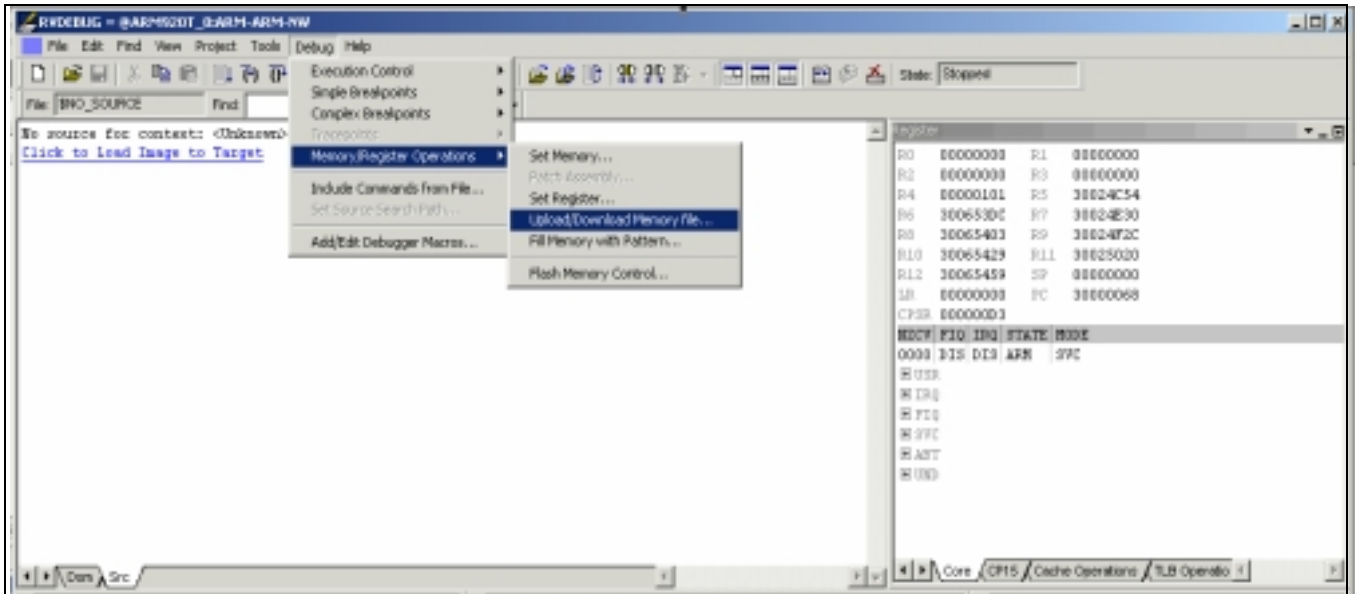 RVDEBUG = @ARM920T_0:ARM-ARM-NW
File Edit Find View Project Tools Debug Help
State: Stopped
File: $NO_SOURCE Find:
Execution Control
Simple Breakpoints
Complex Breakpoints
Tracepoints
Memory/Register Operations
Include Commands from File...
Set Source Search Path...
Add/Edit Debugger Macros...
Set Memory...
Patch Assembly...
Set Register...
Upload/Download Memory file...
Fill Memory with Pattern...
Flash Memory Control...
No source for context: <Unknown>
Click to Load Image to Target
Register
R0 00000000 R1 00000000
R2 00000000 R3 00000000
R4 00000101 R5 30024C54
R6 300653DC R7 30024E30
R8 30065403 R9 30024F2C
R10 30065429 R11 30025020
R12 30065459 SP 00000000
LR 00000000 PC 30000068
CPSR 000000D3
NZCV FIQ IRQ STATE MODE
0000 DIS DIS ARM SVC
USR
IRQ
FIQ
SVC
ABT
UND
Dsm Src
Core CP15 Cache Operations TLB Operatio